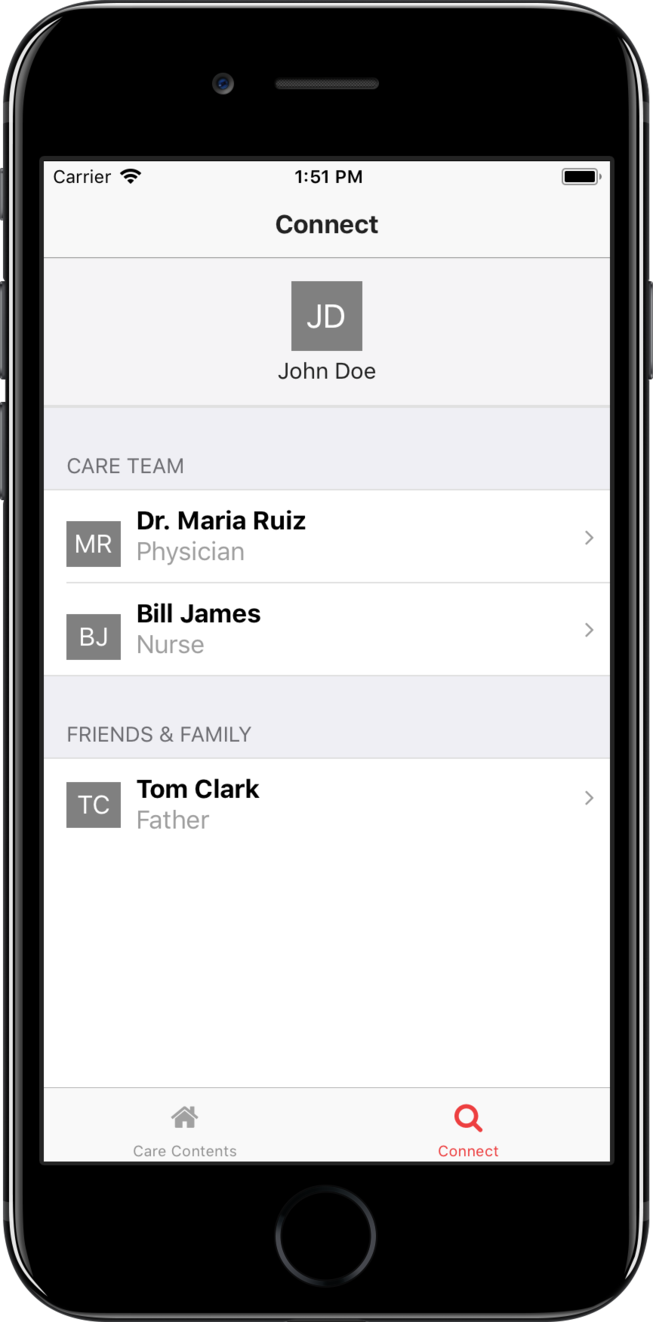 Carrier 1:51 PM
Connect
JD
John Doe
CARE TEAM
MR
Dr. Maria Ruiz
Physician
BJ
Bill James
Nurse
FRIENDS & FAMILY
TC
Tom Clark
Father
Care Contents
Connect